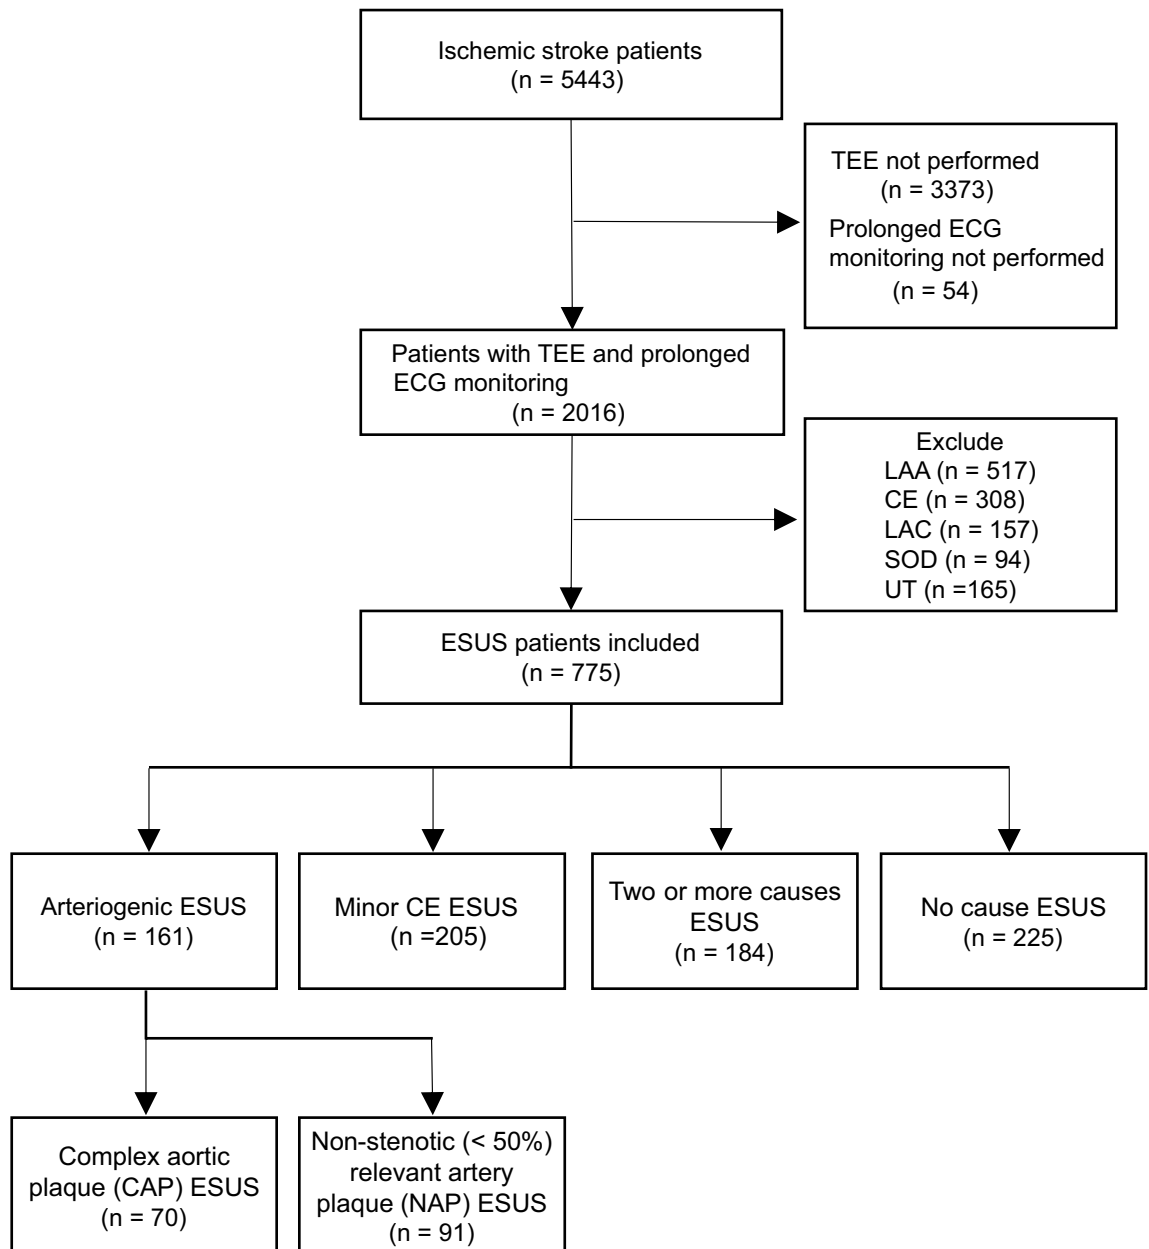 Ischemic stroke patients
(n = 5443)
TEE not performed
(n = 3373)
Prolonged ECG
monitoring not performed
(n = 54)
Patients with TEE and prolonged
ECG monitoring
(n = 2016)
Exclude
LAA (n = 517)
CE (n = 308)
LAC (n = 157)
SOD (n = 94)
UT (n =165)
ESUS patients included
(n = 775)
Arteriogenic ESUS
(n = 161)
Minor CE ESUS
(n =205)
Two or more causes
ESUS
(n = 184)
No cause ESUS
(n = 225)
Complex aortic
plaque (CAP) ESUS
(n = 70)
Non-stenotic (< 50%)
relevant artery
plaque (NAP) ESUS
(n = 91)